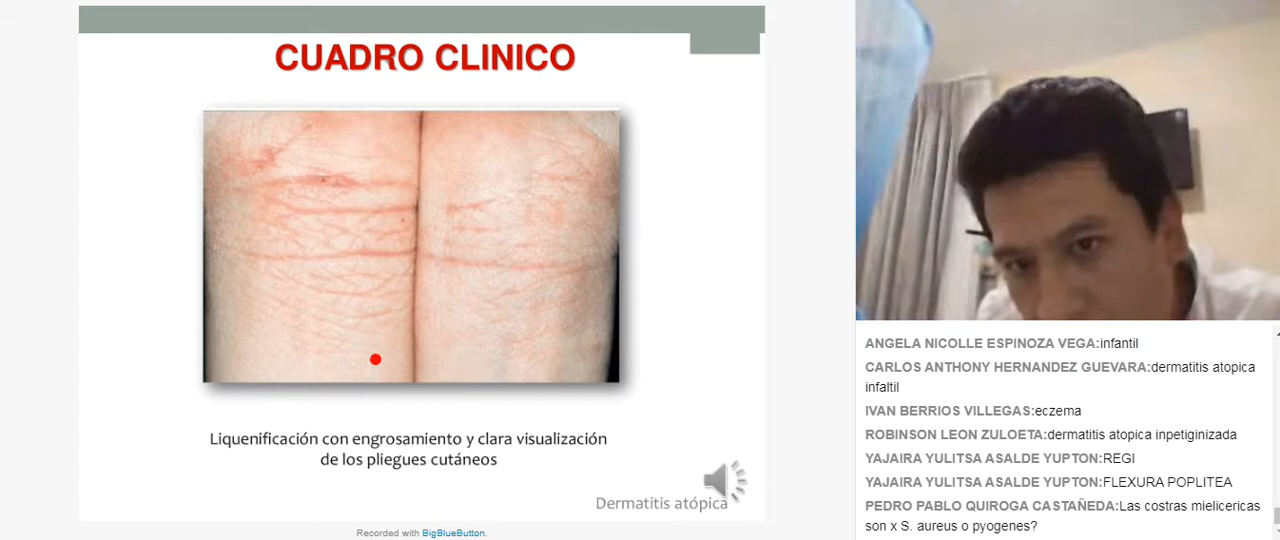 CUADRO CLINICO
Liquenificación con engrosamiento y clara visualización
de los pliegues cutáneos
Dermatitis atópica
Recorded with BigBlueButton.
ANGELA NICOLLE ESPINOZA VEGA:infantil
CARLOS ANTHONY HERNANDEZ GUEVARA:dermatitis atopica
infaltil
IVAN BERRIOS VILLEGAS:eczema
ROBINSON LEON ZULOETA:dermatitis atopica inpetiginizada
YAJAIRA YULITSA ASALDE YUPTON:REGI
YAJAIRA YULITSA ASALDE YUPTON:FLEXURA POPLITEA
PEDRO PABLO QUIROGA CASTAÑEDA:Las costras mielicericas
son x S. aureus o pyogenes?